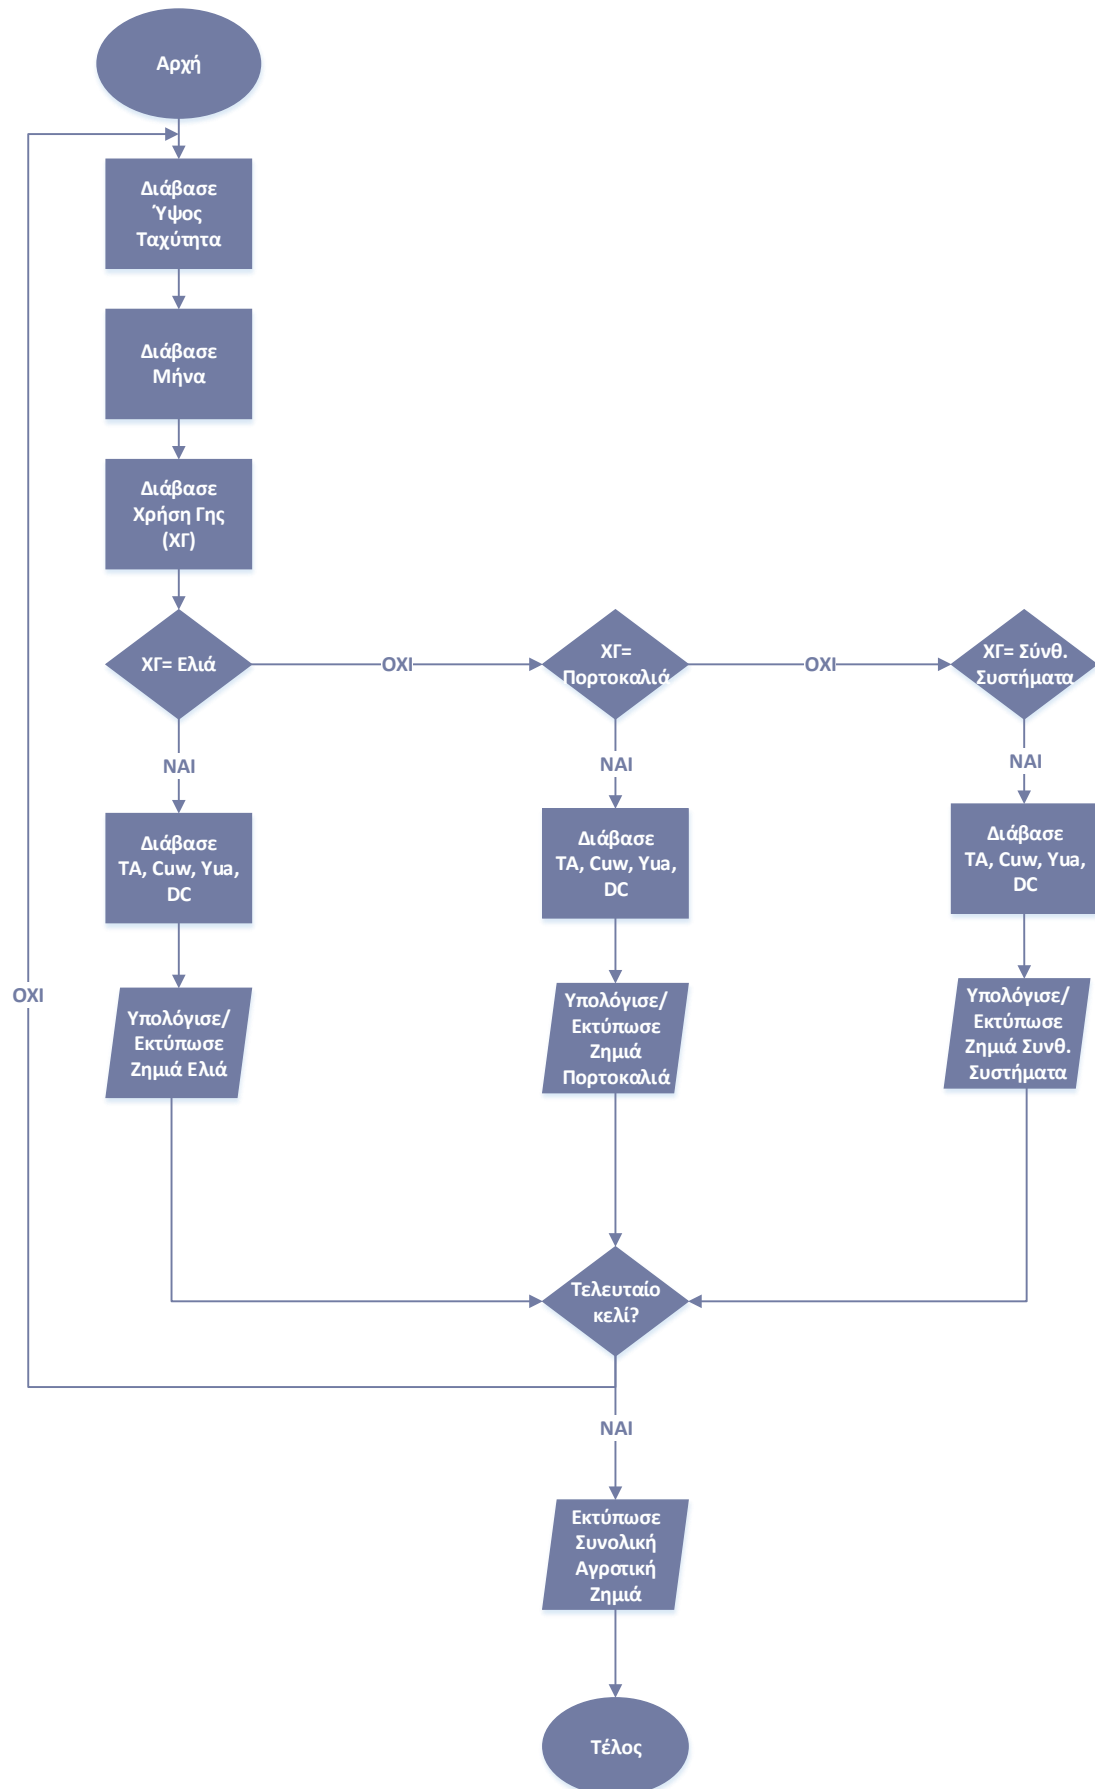 Αρχή
Διάβασε
Ύψος
Ταχύτητα
Διάβασε
Μήνα
Διάβασε
Χρήση Γης
(ΧΓ)
ΧΓ= Ελιά
ΟΧΙ
ΧΓ=
Πορτοκαλιά
ΟΧΙ
ΧΓ= Σύνθ.
Συστήματα
ΝΑΙ
ΝΑΙ
ΝΑΙ
Διάβασε
TA, Cuw, Yua,
DC
Διάβασε
TA, Cuw, Yua,
DC
Διάβασε
TA, Cuw, Yua,
DC
ΟΧΙ
Υπολόγισε/
Εκτύπωσε
Ζημιά Ελιά
Υπολόγισε/
Εκτύπωσε
Ζημιά
Πορτοκαλιά
Υπολόγισε/
Εκτύπωσε
Ζημιά Συνθ.
Συστήματα
Τελευταίο
κελί?
ΝΑΙ
Εκτύπωσε
Συνολική
Αγροτική
Ζημιά
Τέλος